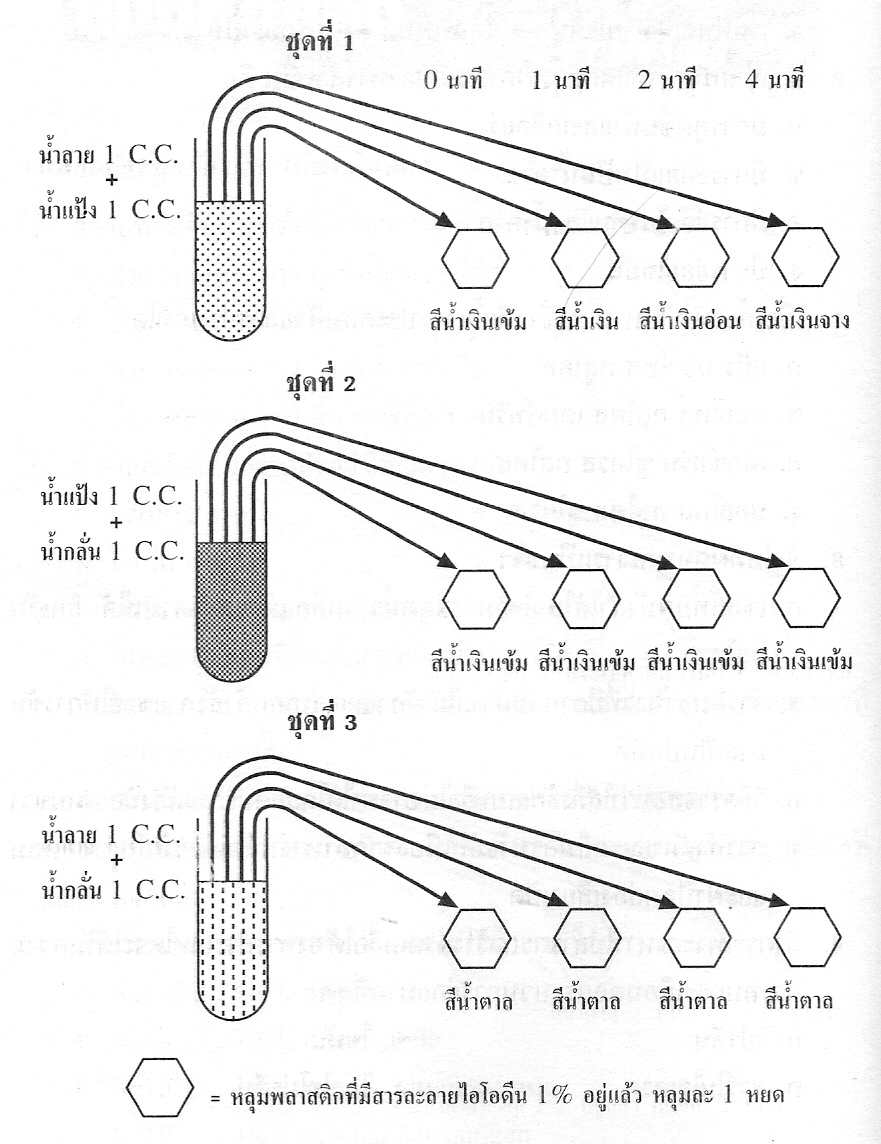 ชุดที่ 1
0 นาที 1 นาที 2 นาที 4 นาที
น้ำลาย 1 C.C.
+
น้ำแป้ง 1 C.C.
สีน้ำเงินเข้ม สีน้ำเงิน สีน้ำเงินอ่อน สีน้ำเงินจาง
ชุดที่ 2
น้ำแป้ง 1 C.C.
+
น้ำกลั่น 1 C.C.
สีน้ำเงินเข้ม สีน้ำเงินเข้ม สีน้ำเงินเข้ม สีน้ำเงินเข้ม
ชุดที่ 3
น้ำลาย 1 C.C.
+
น้ำกลั่น 1 C.C.
สีน้ำตาล สีน้ำตาล สีน้ำตาล สีน้ำตาล
= หลุมพลาสติกที่มีสารละลายไอโอดีน 1% อยู่แล้ว หลุมละ 1 หยด